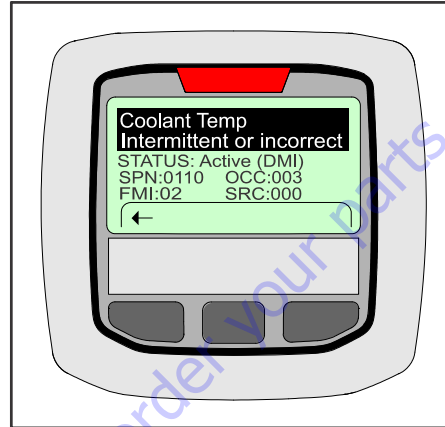 Coolant Temp
Intermittent or incorrect
STATUS: Active (DMI)
SPN:0110 OCC:003
FMI:02 SRC:000
order your parts